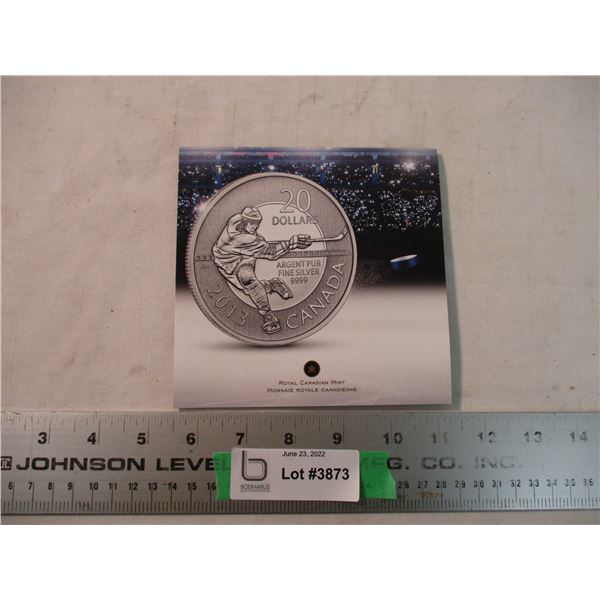 20
DOLLARS
ARGENT PUR
FINE SILVER
9999
2013 CANADA
ROYAL CANADIAN MINT
MONNAIE ROYALE CANADIENNE
3 4 5 6 7 8 9 10 11 12 13 14
JOHNSON LEVEL
FG. CO. INC.
June 23, 2022
Lot #3873
b
BODNARUS